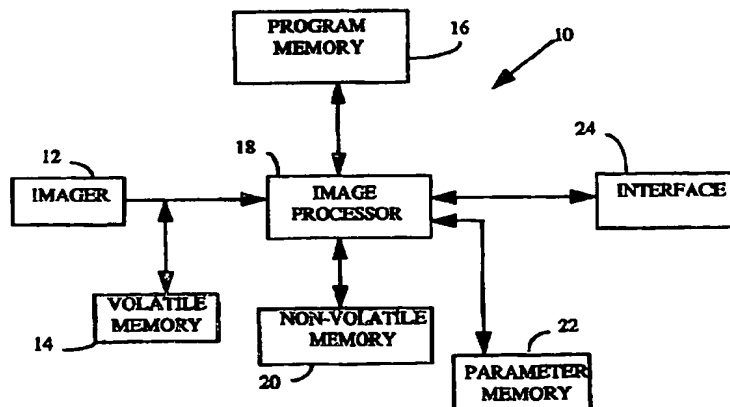 PROGRAM
MEMORY
16
10
12
IMAGER
18
IMAGE
PROCESSOR
24
INTERFACE
VOLATILE
MEMORY
14
NON-VOLATILE
MEMORY
20
22
PARAMETER
MEMORY